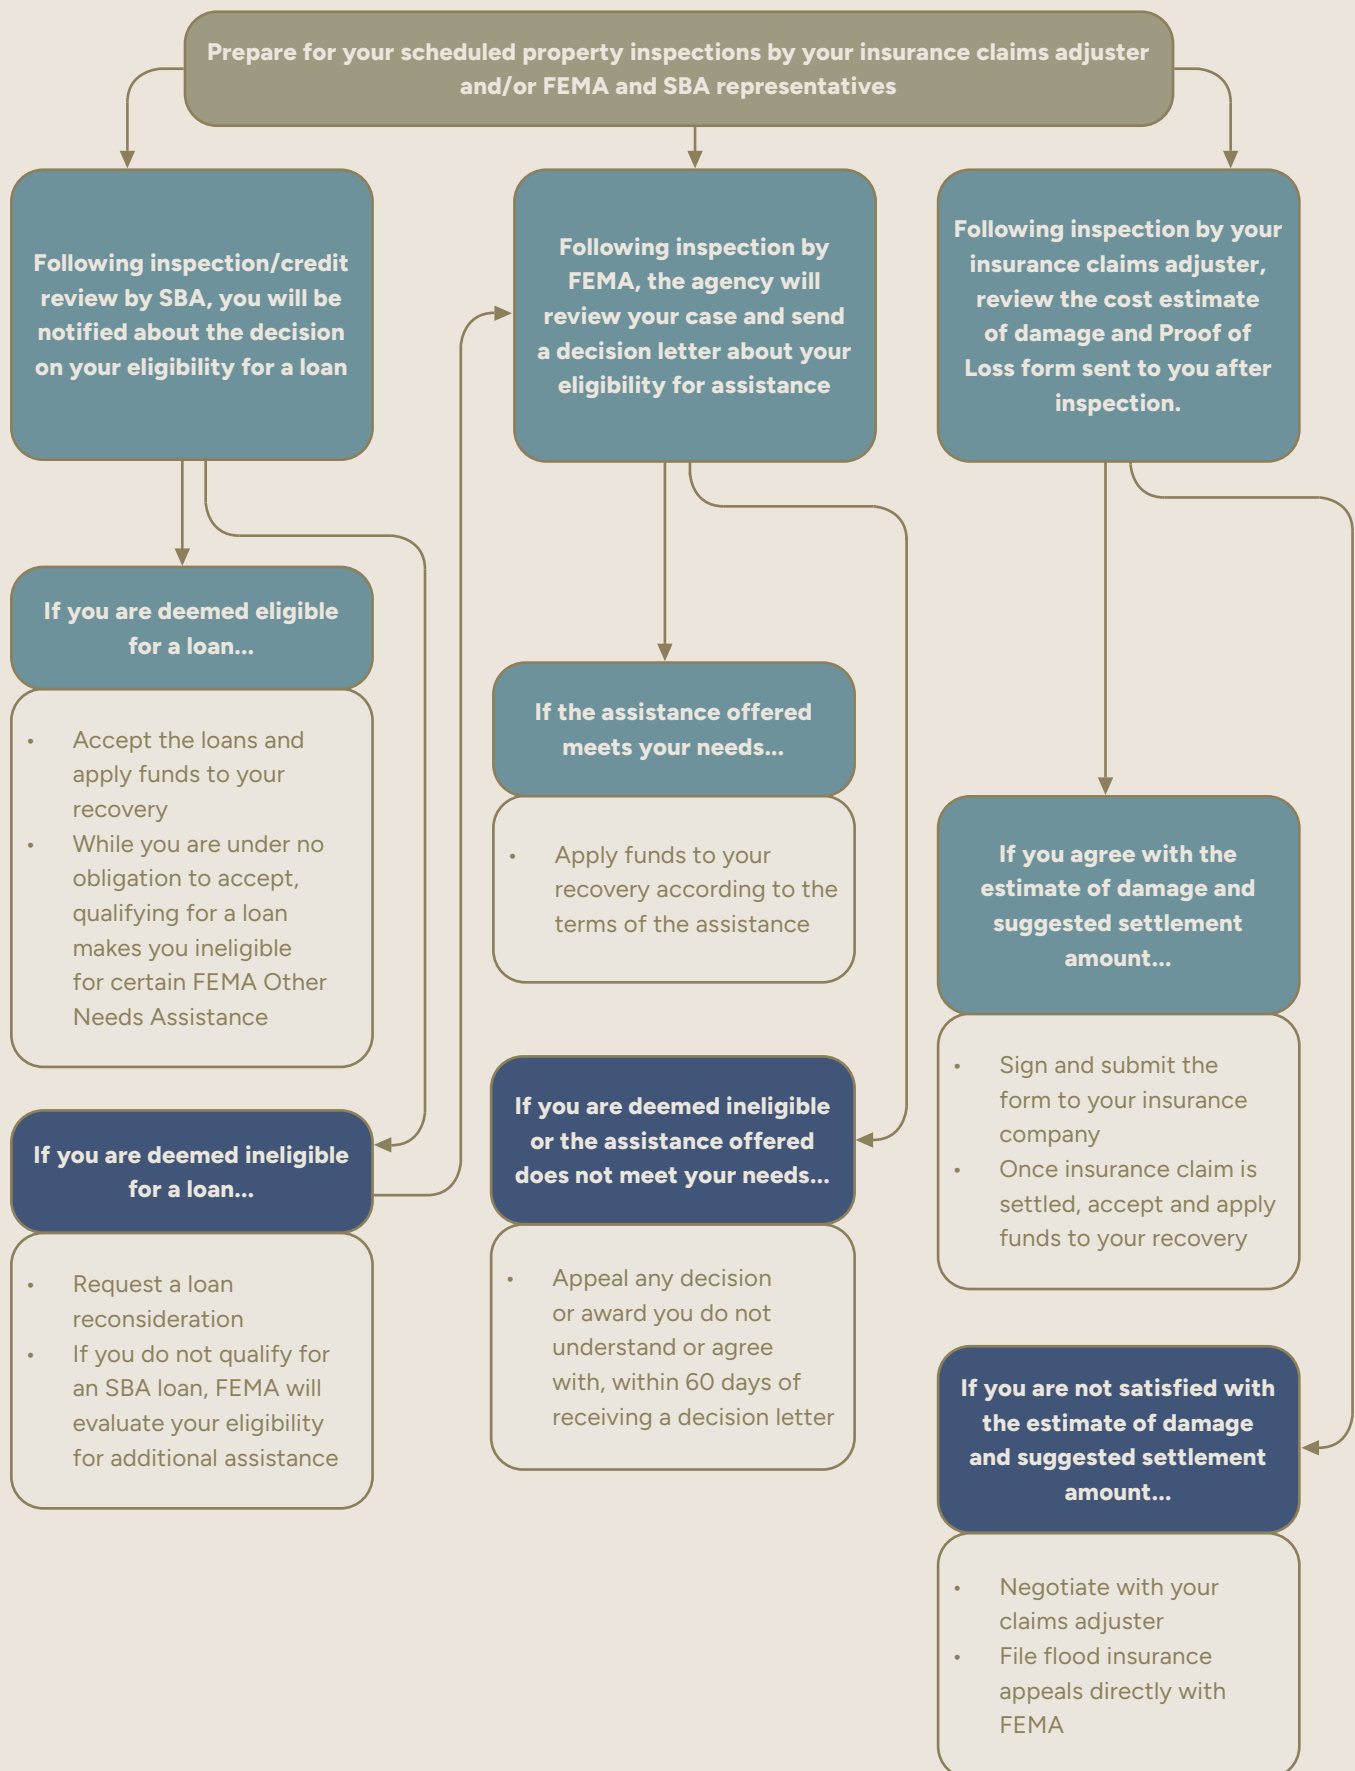 Prepare for your scheduled property inspections by your insurance claims adjuster
and/or FEMA and SBA representatives
Following inspection/credit
review by SBA, you will be
notified about the decision
on your eligibility for a loan
If you are deemed eligible
for a loan...
• Accept the loans and
apply funds to your
recovery
• While you are under no
obligation to accept,
qualifying for a loan
makes you ineligible
for certain FEMA Other
Needs Assistance
If you are deemed ineligible
for a loan...
• Request a loan
reconsideration
• If you do not qualify for
an SBA loan, FEMA will
evaluate your eligibility
for additional assistance
Following inspection by
FEMA, the agency will
review your case and send
a decision letter about your
eligibility for assistance
If the assistance offered
meets your needs...
• Apply funds to your
recovery according to the
terms of the assistance
If you are deemed ineligible
or the assistance offered
does not meet your needs...
• Appeal any decision
or award you do not
understand or agree
with, within 60 days of
receiving a decision letter
Following inspection by your
insurance claims adjuster,
review the cost estimate
of damage and Proof of
Loss form sent to you after
inspection.
If you agree with the
estimate of damage and
suggested settlement
amount...
• Sign and submit the
form to your insurance
company
• Once insurance claim is
settled, accept and apply
funds to your recovery
If you are not satisfied with
the estimate of damage
and suggested settlement
amount...
• Negotiate with your
claims adjuster
• File flood insurance
appeals directly with
FEMA